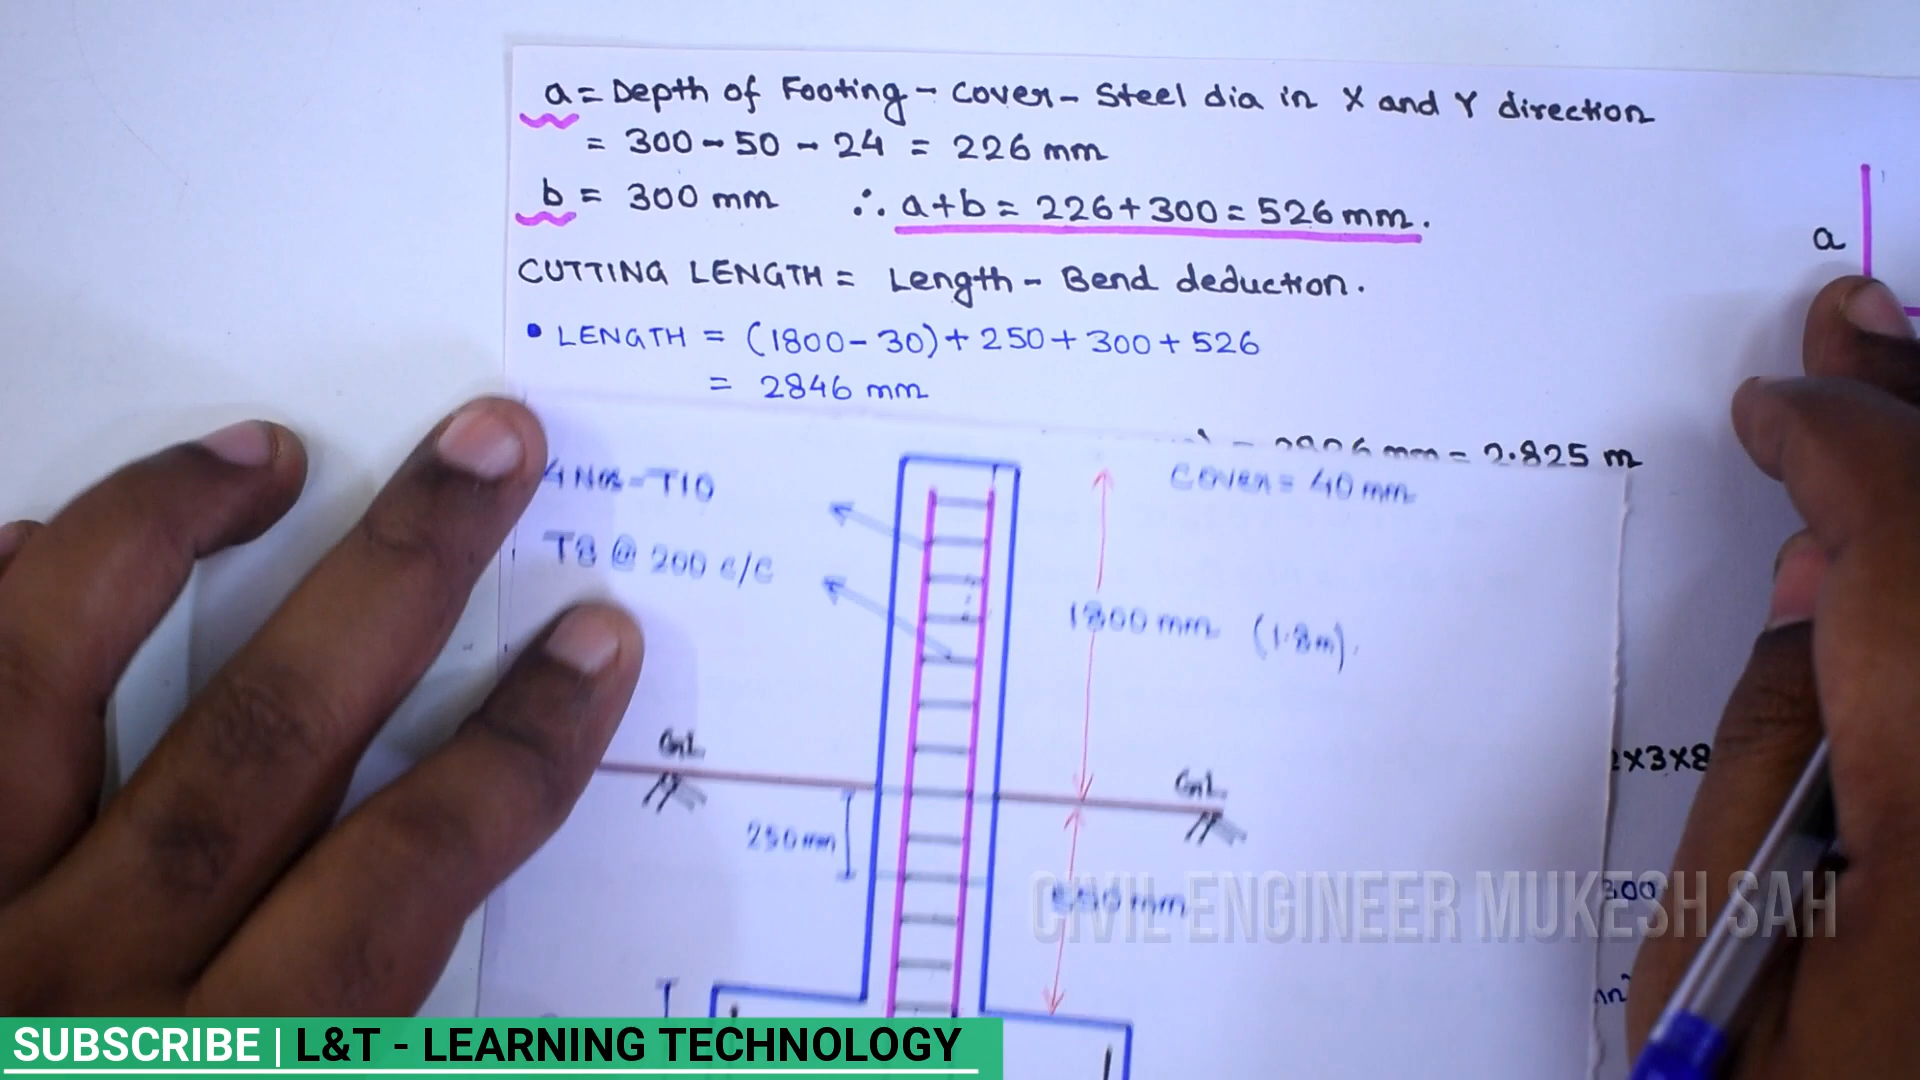 a = Depth of Footing - cover - Steel dia in X and Y direction
= 300 - 50 - 24 = 226 mm
b = 300 mm ∴ a+b = 226+300 = 526 mm.
a
CUTTING LENGTH = Length - Bend deduction.
• LENGTH = (1800-30)+250+300+526
= 2846 mm
mm = 2.825 m
4 Nos-T10
Cover = 40 mm
T8 @ 200 c/c
1800 mm (1.8m).
GL
GL
2x3x8
250mm
300
CIVIL ENGINEER MUKESH SAH
SUBSCRIBE | L&T - LEARNING TECHNOLOGY